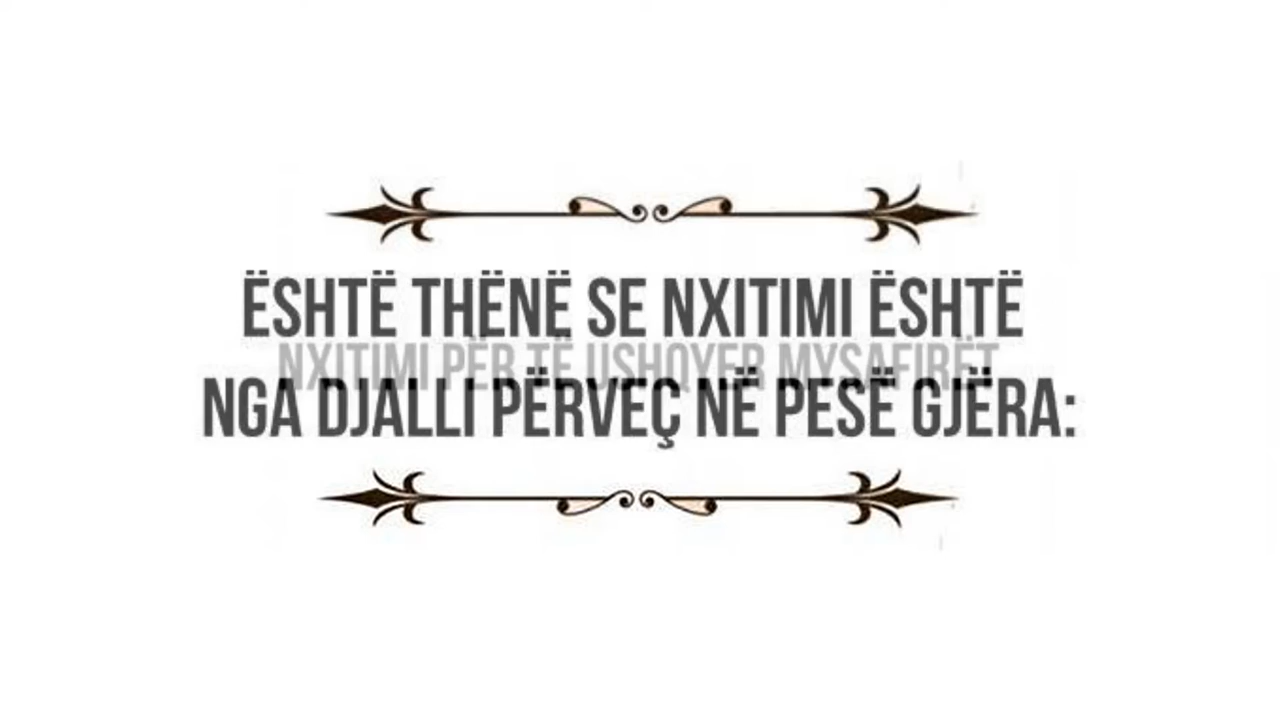 ËSHTË THËNË SE NXITIMI ËSHTË
NXITIMI PËR TË USHQYER MYSAFIRËT
NGA DJALLI PËRVEÇ NË PESË GJËRA: